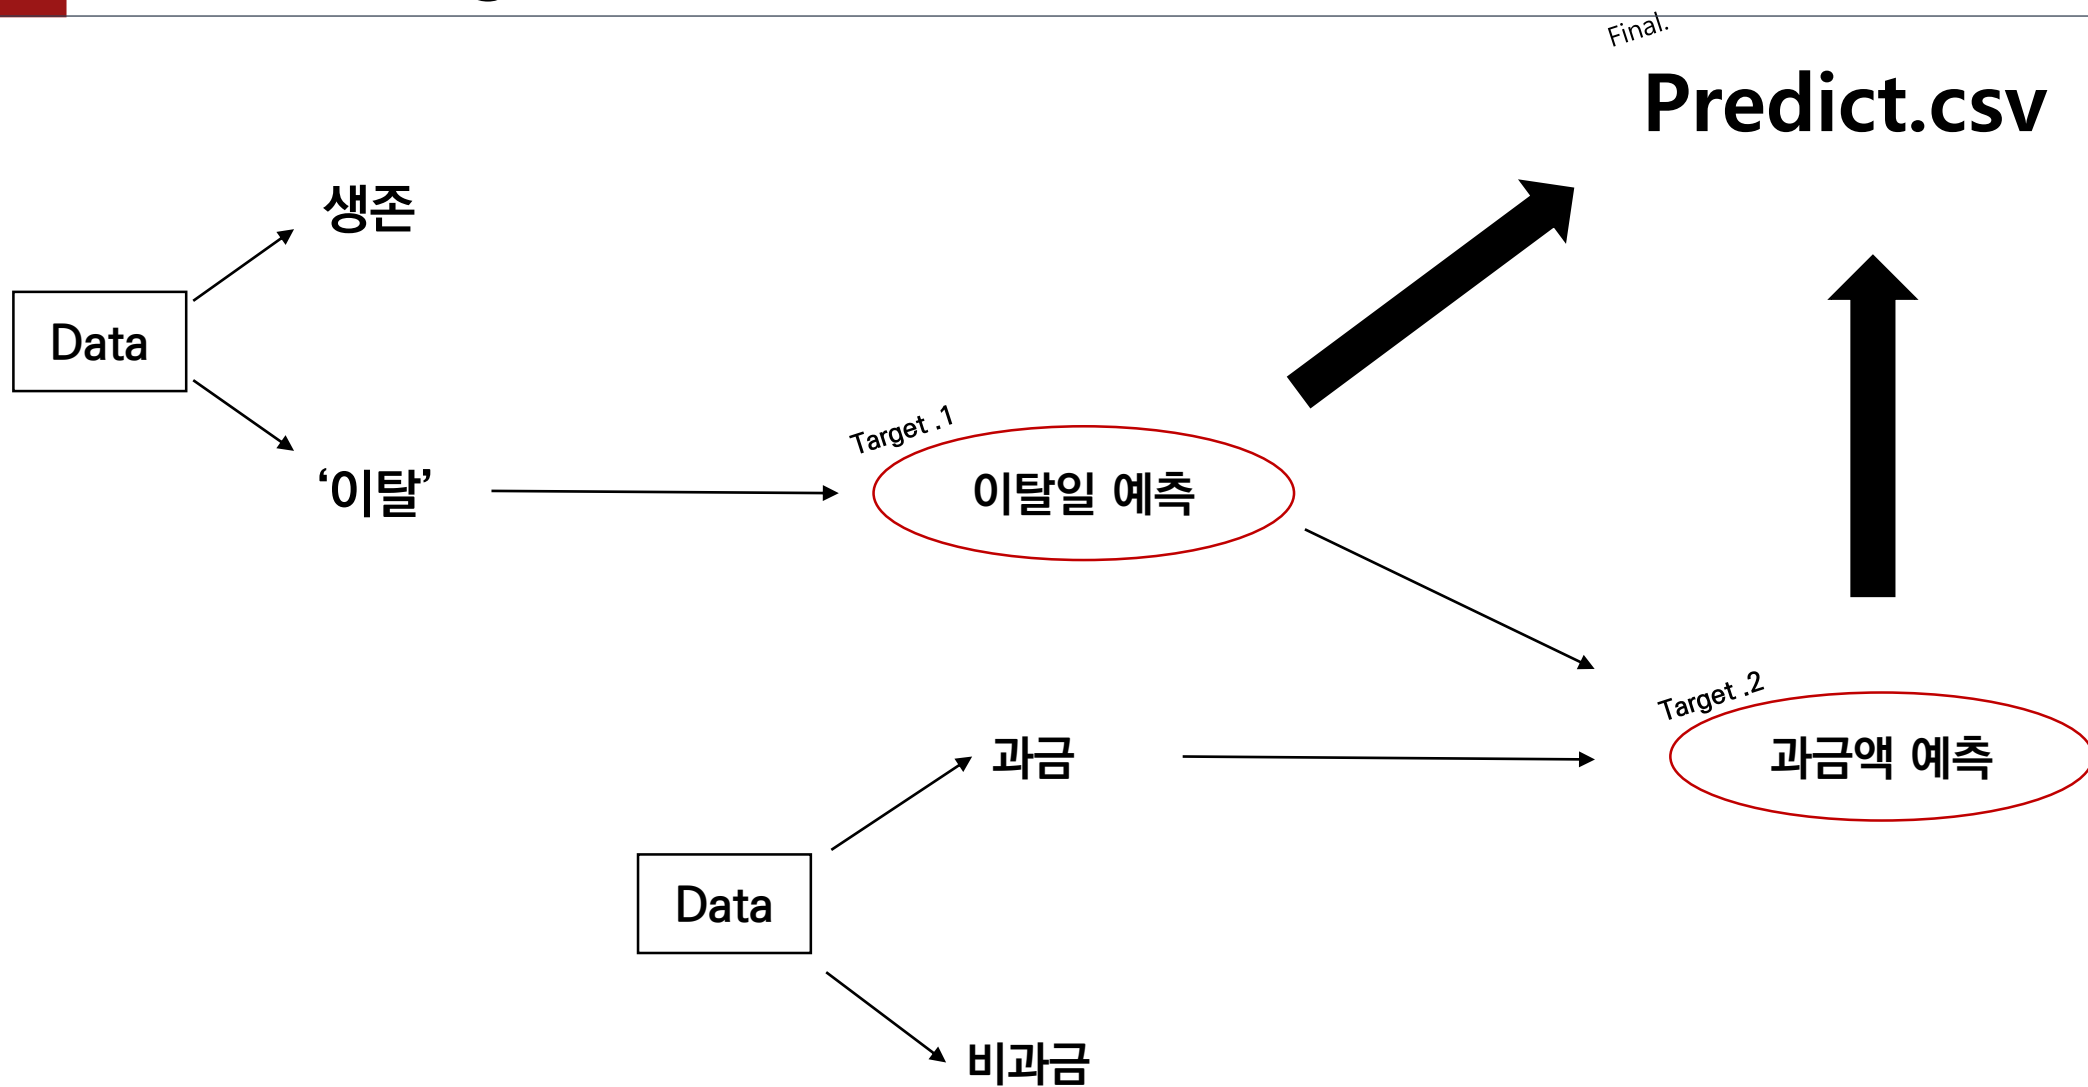 Final.
Predict.csv
생존
Data
Target .1
‘이탈’
이탈일 예측
Target .2
과금
과금액 예측
Data
비과금